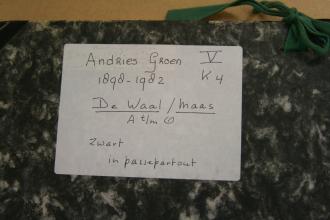 Andries Groen V
1898-1982 K4
De Waal / Maas
A t/m O
Zwart
in passepartout